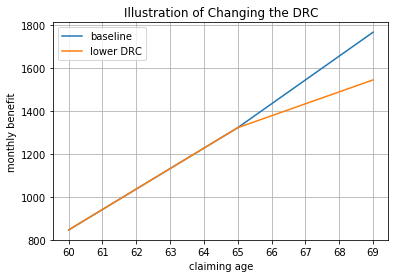 Illustration of Changing the DRC
baseline
lower DRC
monthly benefit
1800
1600
1400
1200
1000
800
60 61 62 63 64 65 66 67 68 69
claiming age